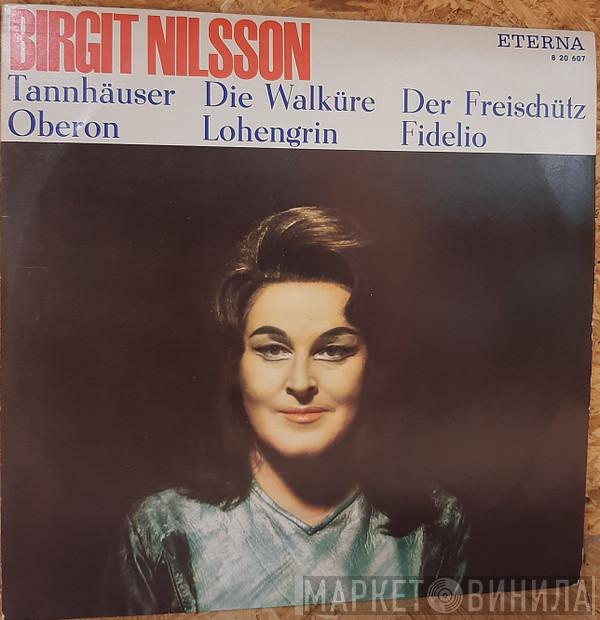 BIRGIT NILSSON
ETERNA
8 20 607
Tannhäuser Die Walküre Der Freischütz
Oberon Lohengrin Fidelio
МАРКЕТ ВИНИЛА